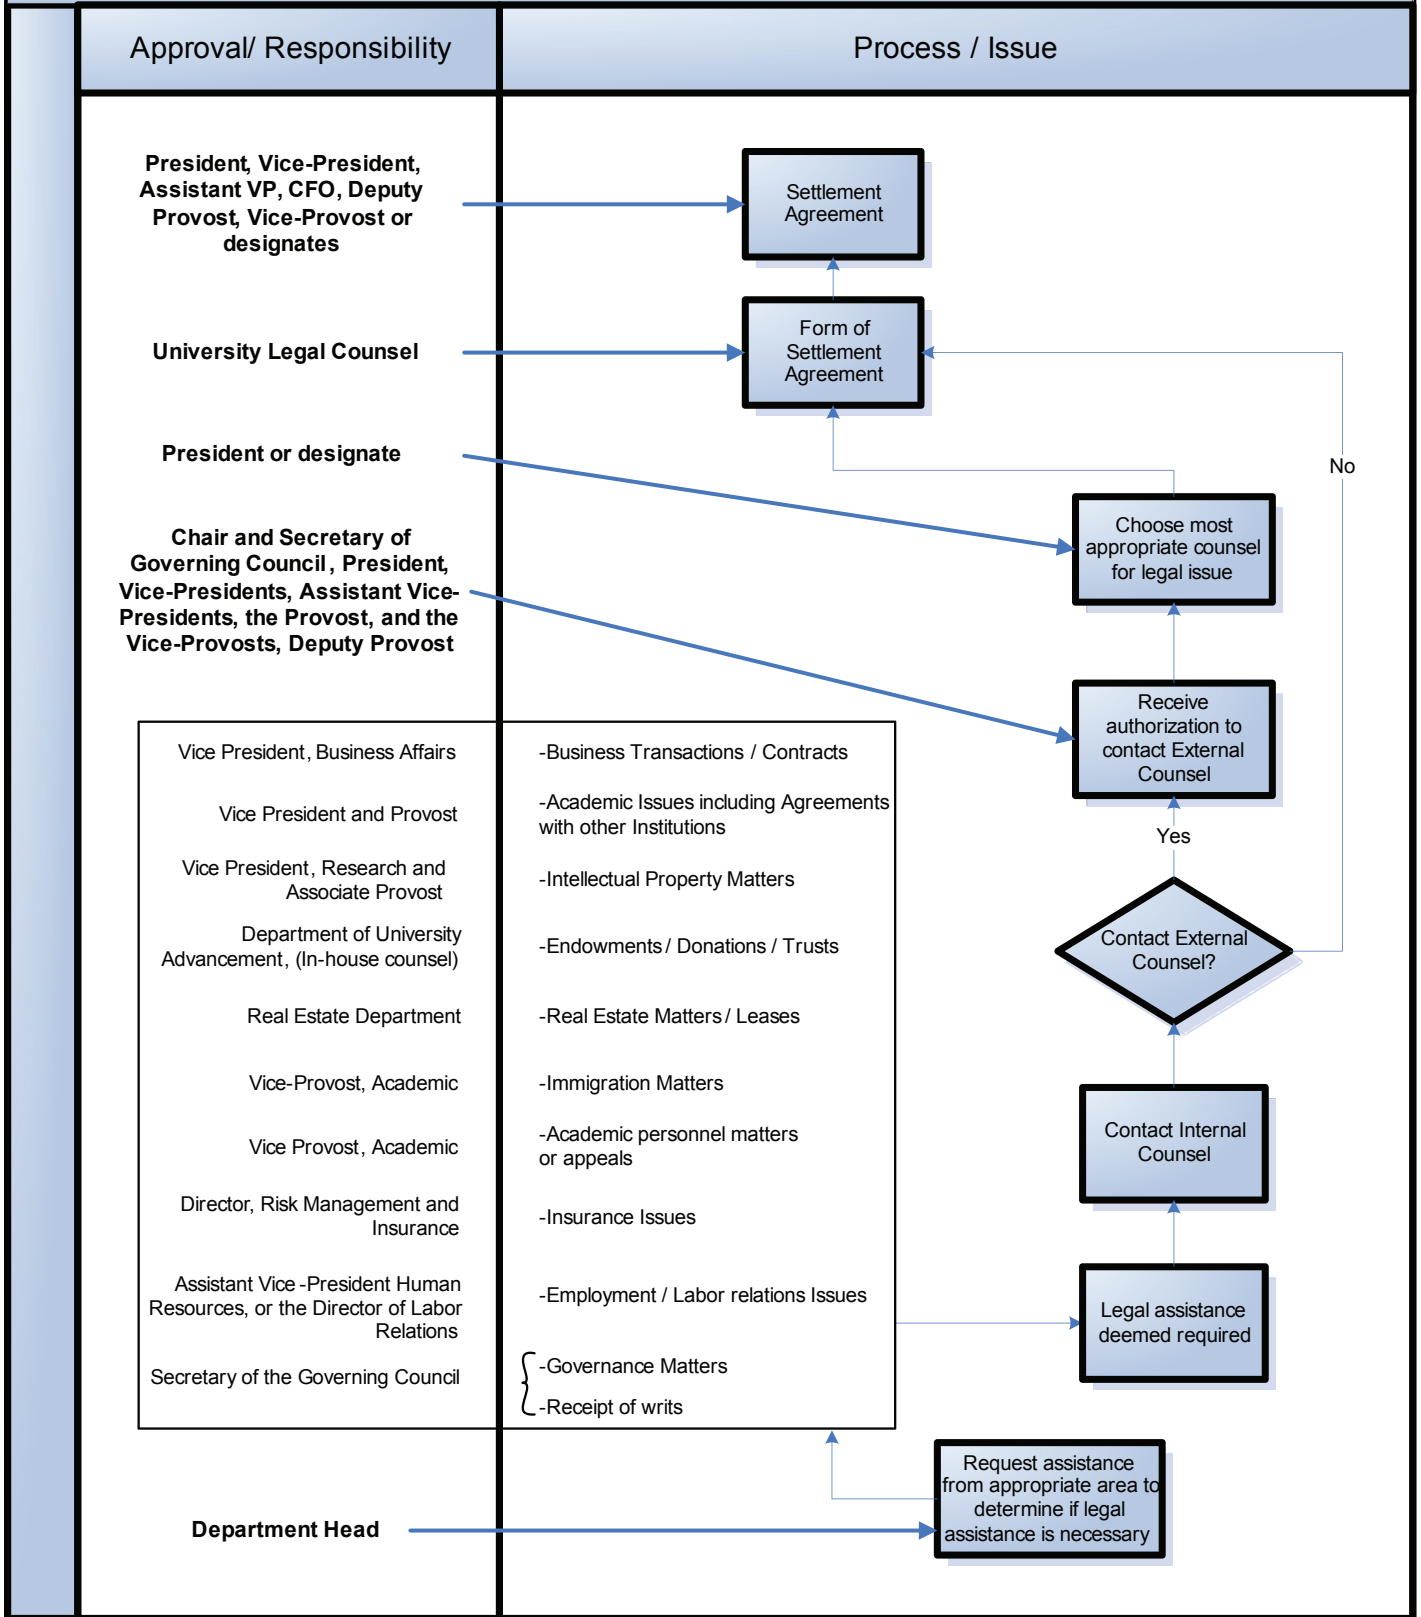 Approval/ Responsibility
Process / Issue
President, Vice-President,
Assistant VP, CFO, Deputy
Provost, Vice-Provost or
designates
Settlement
Agreement
University Legal Counsel
Form of
Settlement
Agreement
President or designate
No
Choose most
appropriate counsel
for legal issue
Chair and Secretary of
Governing Council, President,
Vice-Presidents, Assistant Vice-
Presidents, the Provost, and the
Vice-Provosts, Deputy Provost
Receive
authorization to
contact External
Counsel
Yes
Contact External
Counsel?
Contact Internal
Counsel
Legal assistance
deemed required
Vice President, Business Affairs
-Business Transactions / Contracts
Vice President and Provost
-Academic Issues including Agreements
with other Institutions
Vice President, Research and
Associate Provost
-Intellectual Property Matters
Department of University
Advancement, (In-house counsel)
-Endowments / Donations / Trusts
Real Estate Department
-Real Estate Matters / Leases
Vice-Provost, Academic
-Immigration Matters
Vice Provost, Academic
-Academic personnel matters
or appeals
Director, Risk Management and
Insurance
-Insurance Issues
Assistant Vice-President Human
Resources, or the Director of Labor
Relations
-Employment / Labor relations Issues
Secretary of the Governing Council
-Governance Matters
-Receipt of writs
Department Head
Request assistance
from appropriate area to
determine if legal
assistance is necessary